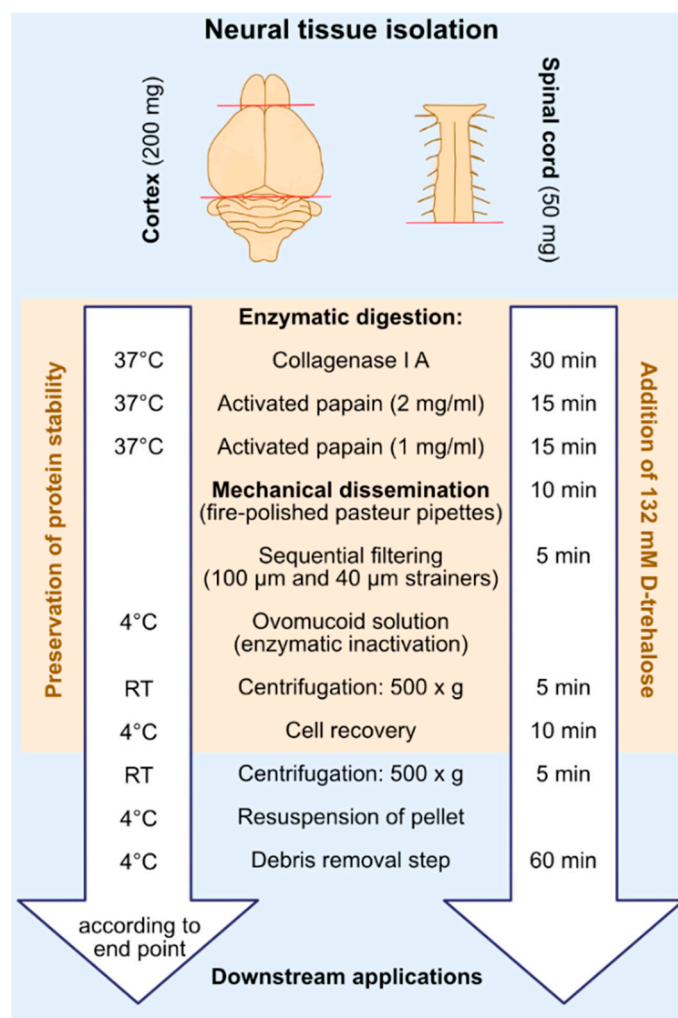 Neural tissue isolation
Cortex (200 mg)
Spinal cord (50 mg)
Enzymatic digestion:
37°C Collagenase I A 30 min
37°C Activated papain (2 mg/ml) 15 min
37°C Activated papain (1 mg/ml) 15 min
Mechanical dissemination 10 min
(fire-polished pasteur pipettes)
Sequential filtering 5 min
(100 µm and 40 µm strainers)
4°C Ovomucoid solution
(enzymatic inactivation)
RT Centrifugation: 500 x g 5 min
4°C Cell recovery 10 min
RT Centrifugation: 500 x g 5 min
4°C Resuspension of pellet
4°C Debris removal step 60 min
according to
end point
Downstream applications
Preservation of protein stability
Addition of 132 mM D-trehalose